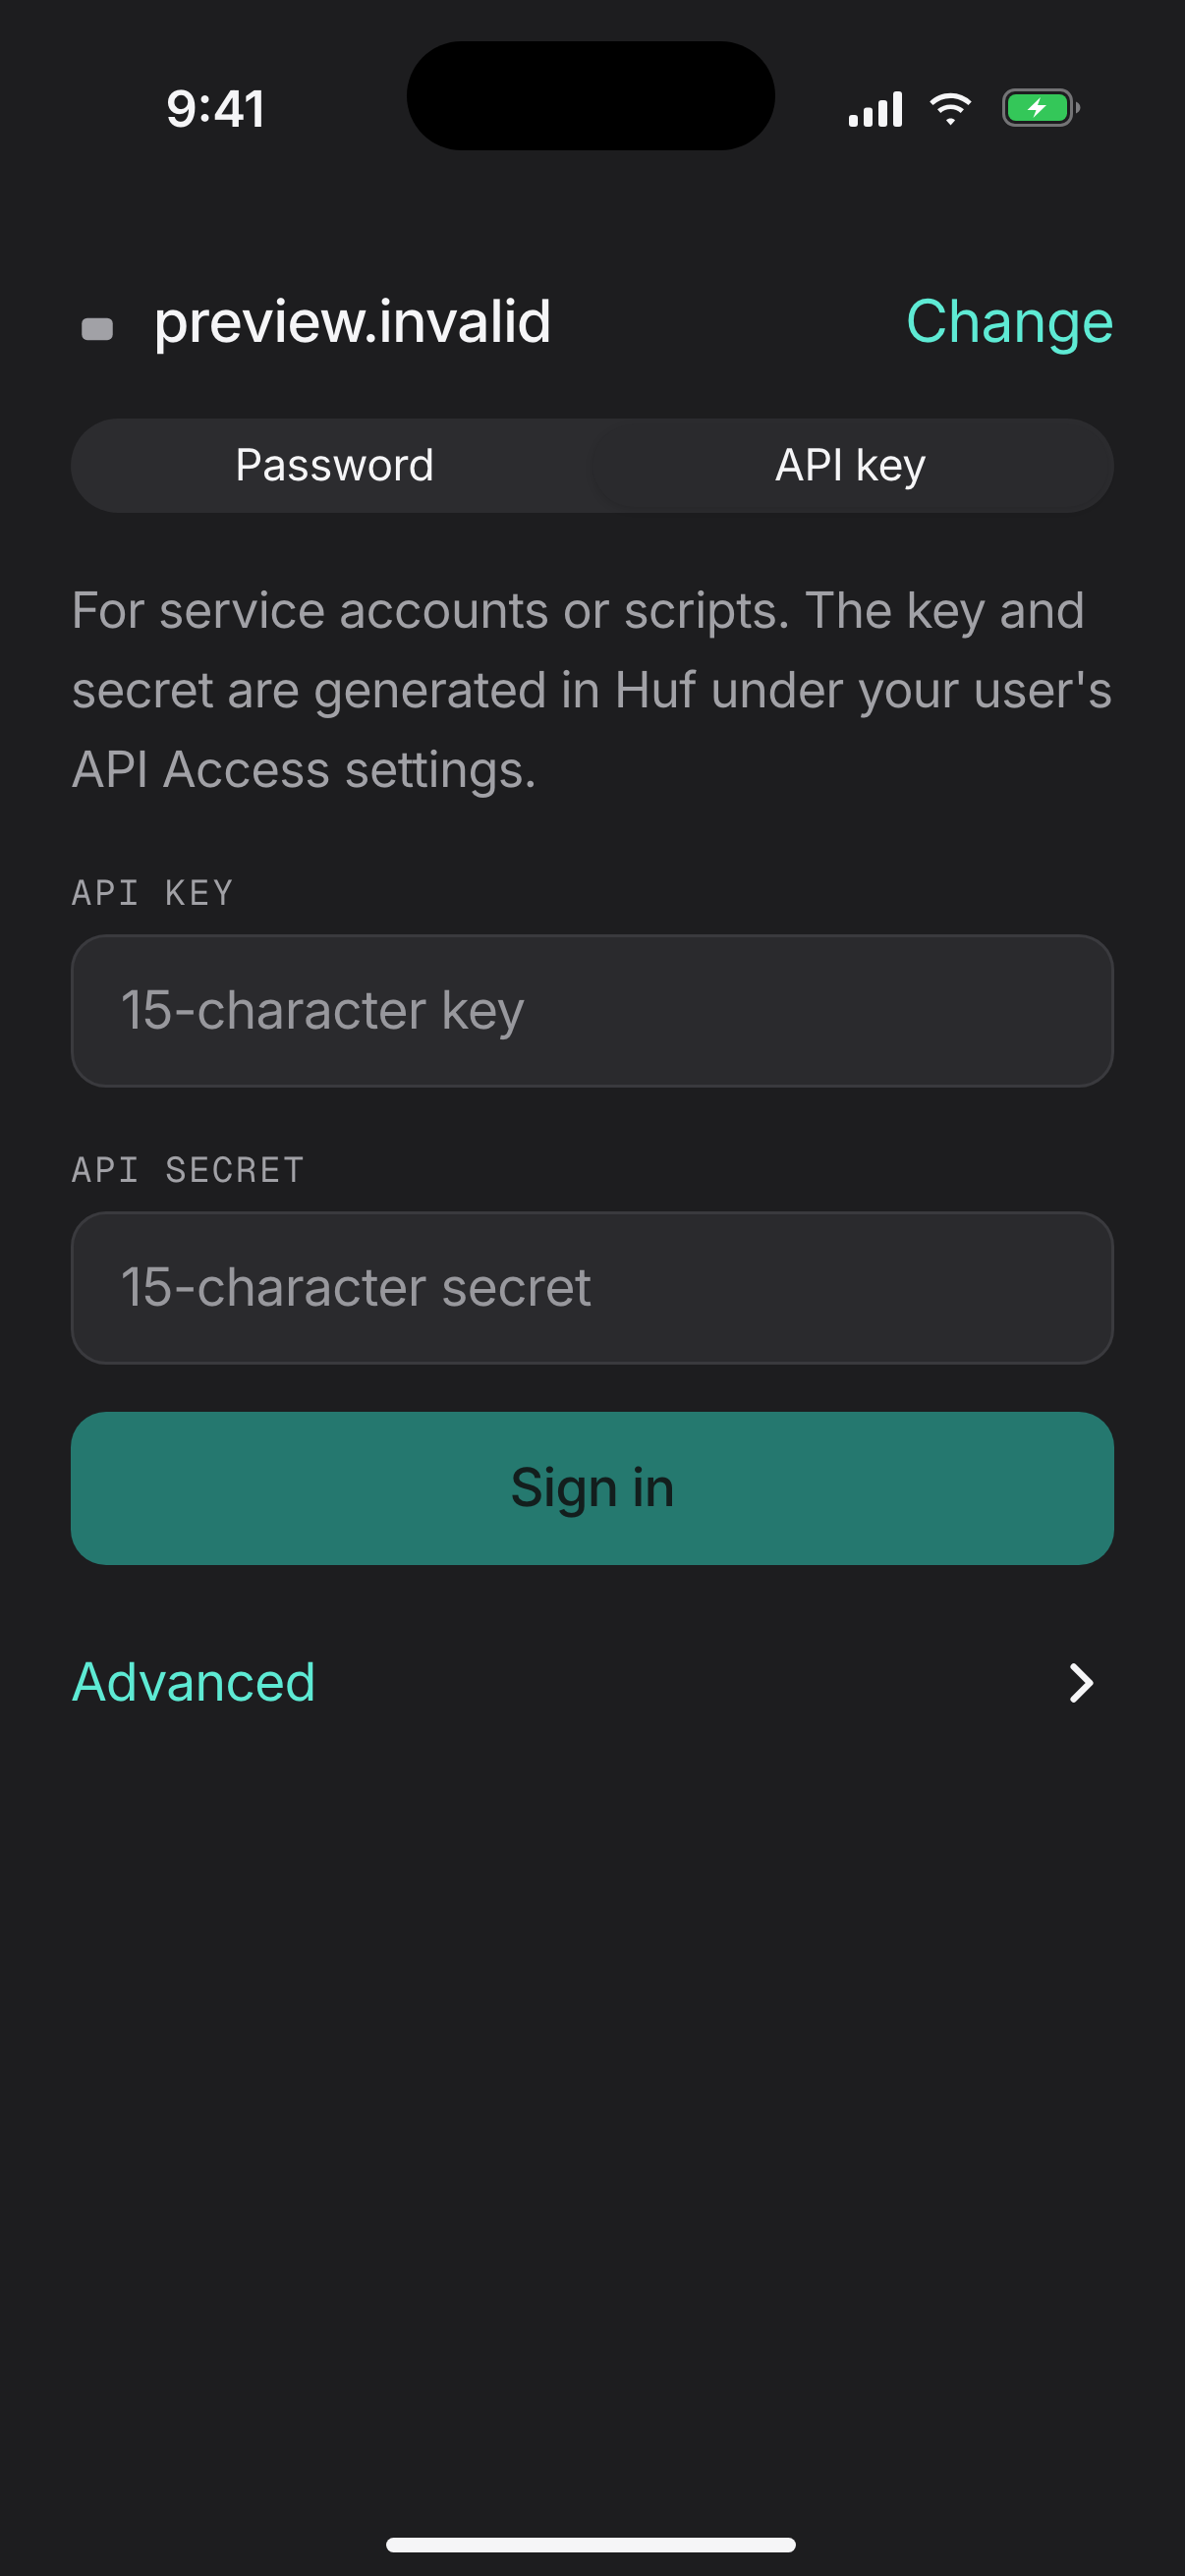 9:41
preview.invalid
Change
Password
API key
For service accounts or scripts. The key and
secret are generated in Huf under your user's
API Access settings.
API KEY
15-character key
API SECRET
15-character secret
Sign in
Advanced